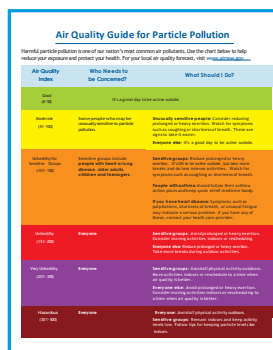 Air Quality Guide for Particle Pollution
Harmful particle pollution is one of our nation's most common air pollutants. Use the chart below to help
reduce your exposure and protect your health. For your local air quality forecast, visit www.airnow.gov
Air Quality
Index
Who Needs to
be Concerned?
What Should I Do?
Good
(0-50)
It's a great day to be active outside.
Moderate
(51-100)
Some people who may be
unusually sensitive to particle
pollution.
Unusually sensitive people: Consider reducing
prolonged or heavy exertion. Watch for symptoms
such as coughing or shortness of breath. These are
signs to take it easier.
Everyone else: It's a good day to be active outside.
Unhealthy for
Sensitive Groups
(101-150)
Sensitive groups include
people with heart or lung
disease, older adults,
children and teenagers.
Sensitive groups: Reduce prolonged or heavy
exertion. It's OK to be active outside, but take more
breaks and do less intense activities. Watch for
symptoms such as coughing or shortness of breath.
People with asthma should follow their asthma
action plans and keep quick relief medicine handy.
If you have heart disease: Symptoms such as
palpitations, shortness of breath, or unusual fatigue
may indicate a serious problem. If you have any of
these, contact your health care provider.
Unhealthy
(151-200)
Everyone
Sensitive groups: Avoid prolonged or heavy exertion.
Consider moving activities indoors or rescheduling.
Everyone else: Reduce prolonged or heavy exertion.
Take more breaks during outdoor activities.
Very Unhealthy
(201-300)
Everyone
Sensitive groups: Avoid all physical activity outdoors.
Move activities indoors or reschedule to a time when
air quality is better.
Everyone else: Avoid prolonged or heavy exertion.
Consider moving activities indoors or rescheduling to
a time when air quality is better.
Hazardous
(301-500)
Everyone
Everyone: Avoid all physical activity outdoors.
Sensitive groups: Remain indoors and keep activity
levels low. Follow tips for keeping particle levels low
indoors.